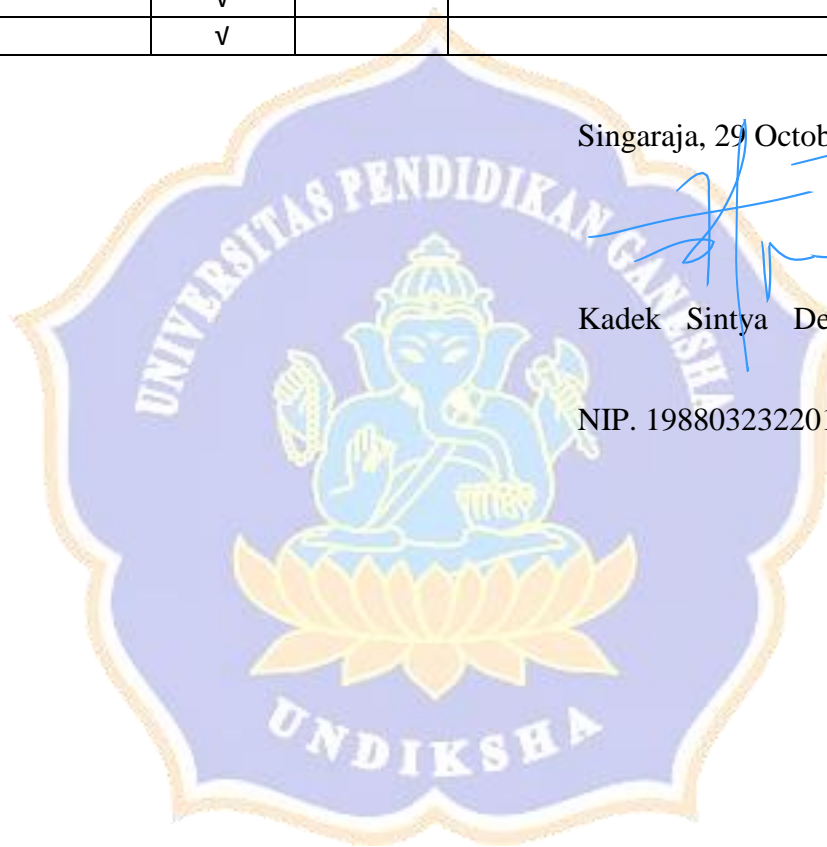 √
√
Singaraja, 29 Octob
UNIVERSITAS PENDIDIKAN GANESHA
Kadek Sintya De
NIP. 198803232201
UNDIKSHA